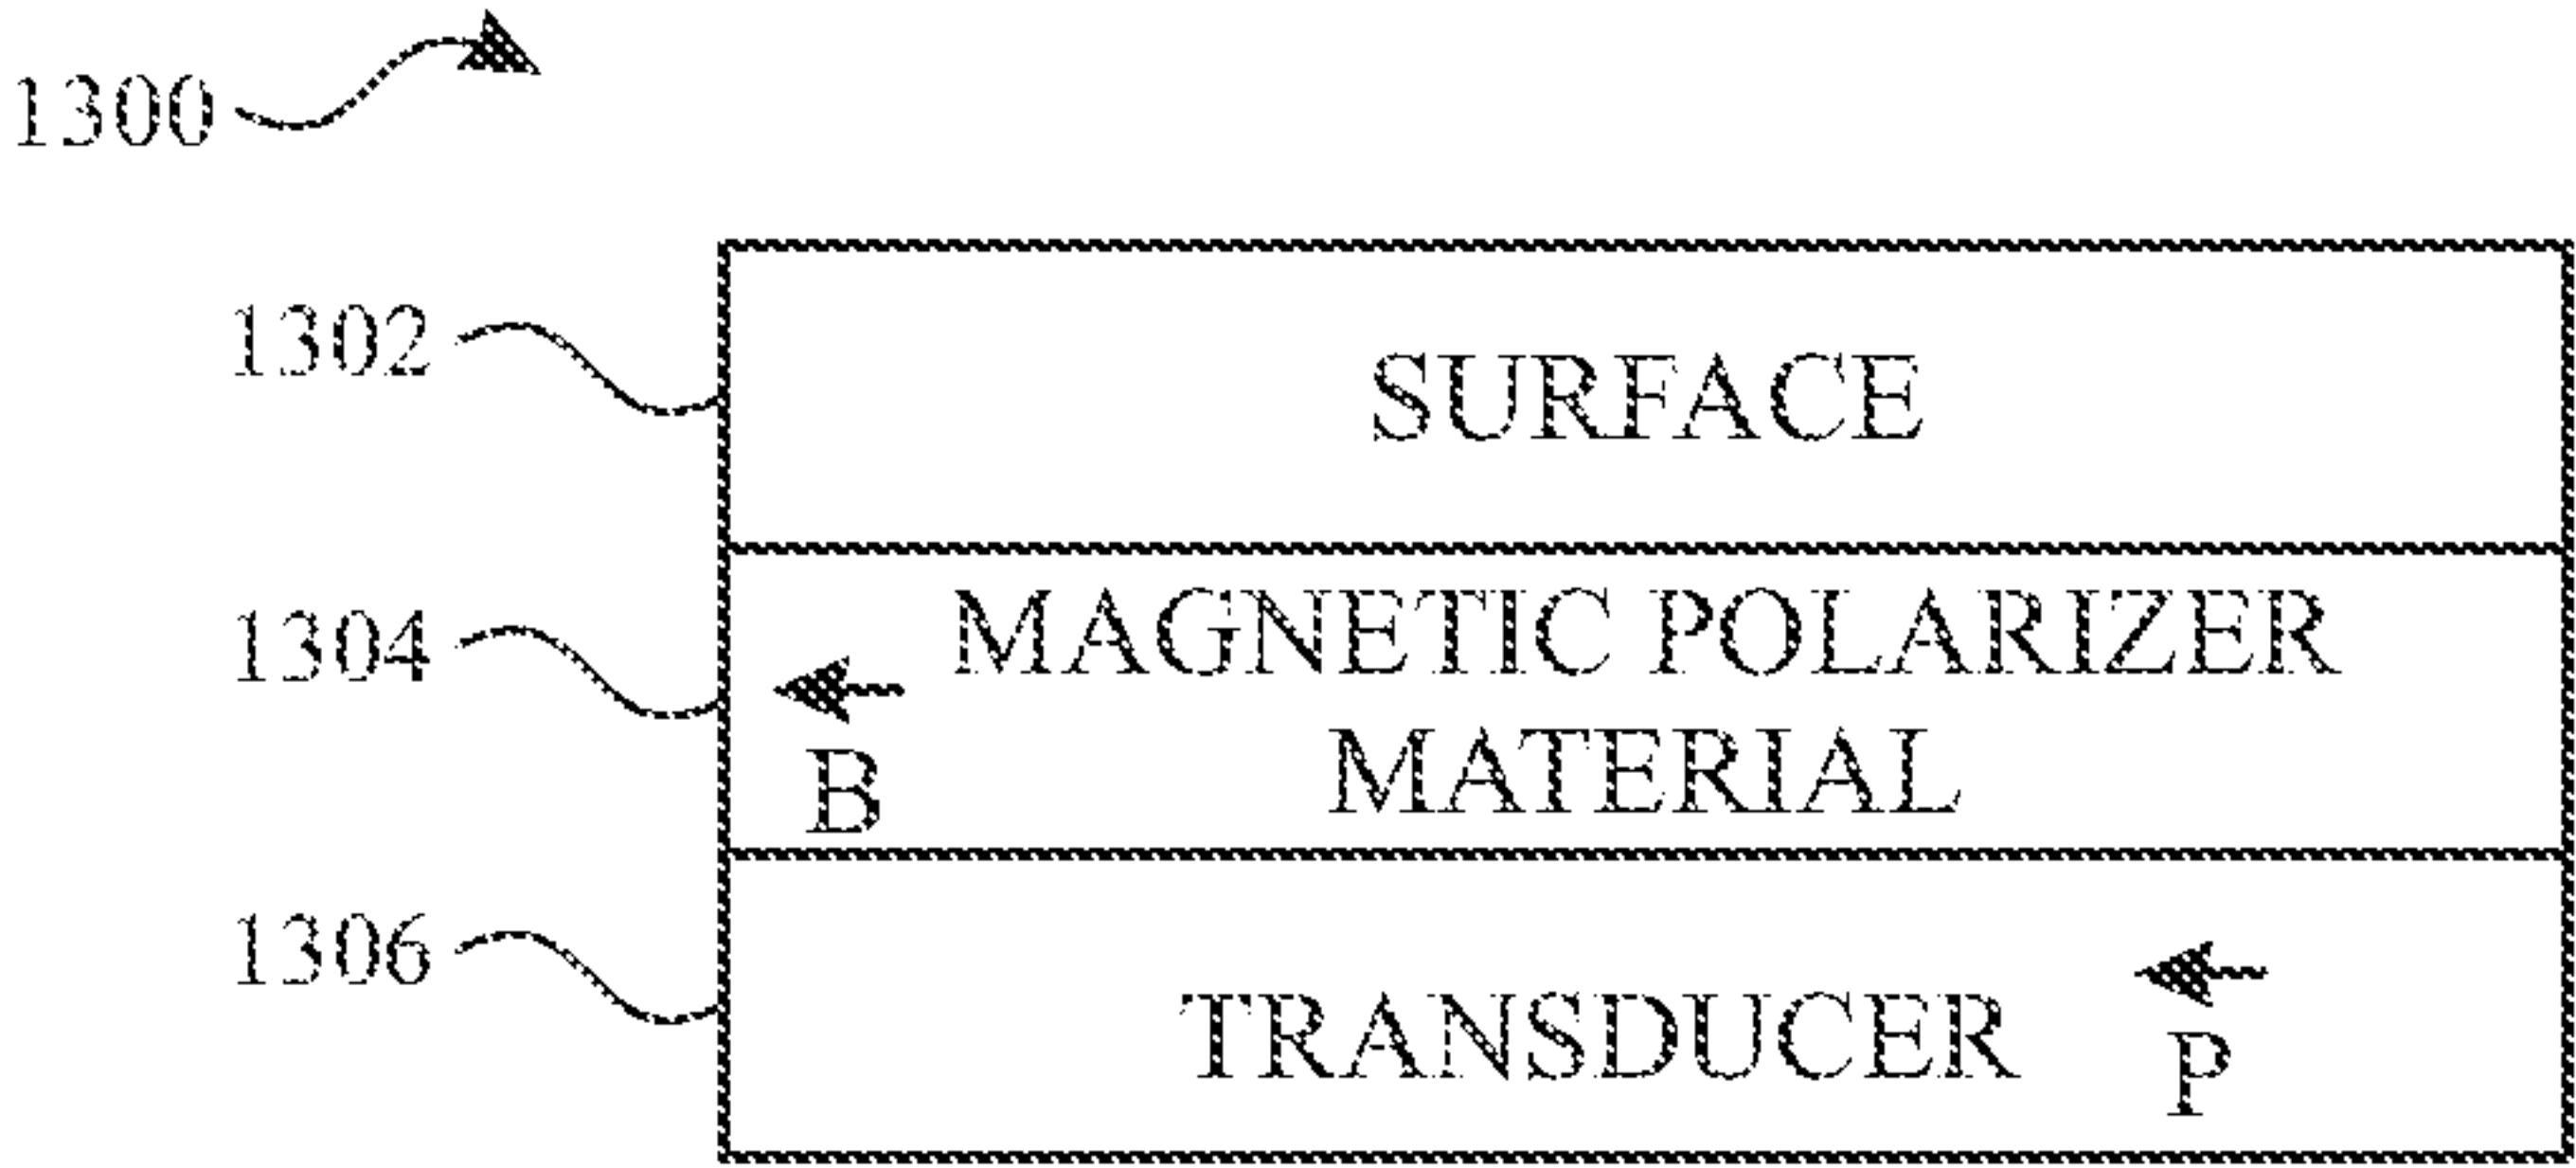 1300
1302
SURFACE
1304
MAGNETIC POLARIZER
MATERIAL
B
1306
TRANSDUCER
P